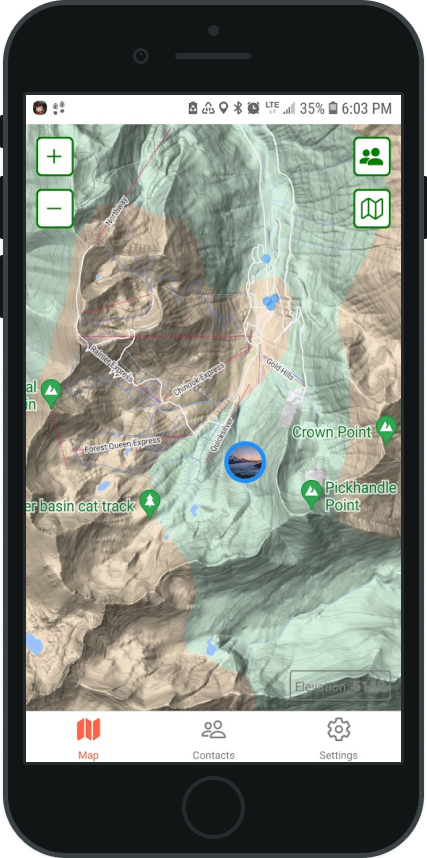 LTE
35%
6:03 PM
+
−
Northway
Rainier Express
Chinook Express
Gold Hills
Quicksilver
Forest Queen Express
al
in
Crown Point
er basin cat track
Pickhandle
Point
Elevation
Map
Contacts
Settings